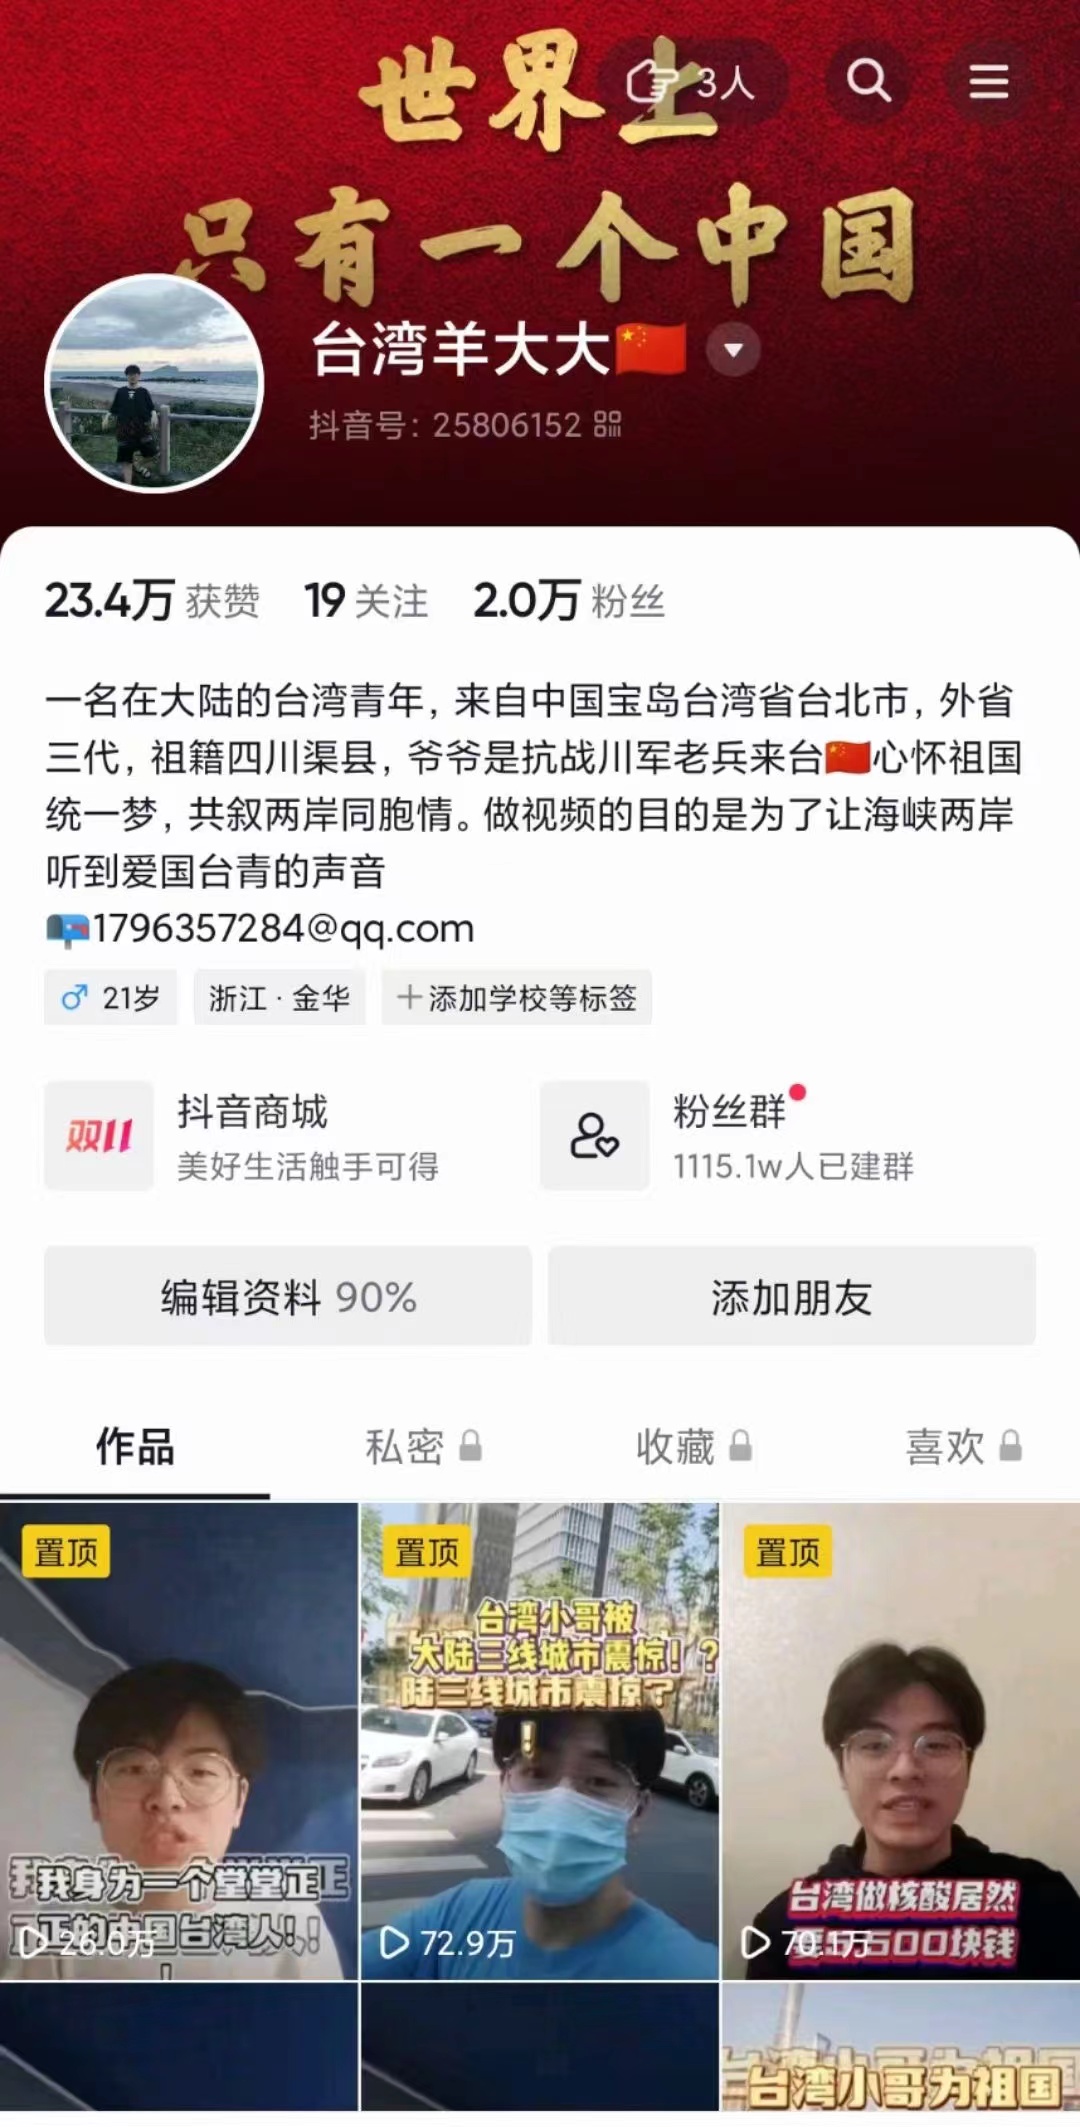 世界上
3人
只有一个中国
台湾羊大大🇨🇳
抖音号：25806152
23.4万 获赞 19 关注 2.0万 粉丝
一名在大陆的台湾青年，来自中国宝岛台湾省台北市，外省
三代，祖籍四川渠县，爷爷是抗战川军老兵来台🇨🇳心怀祖国
统一梦，共叙两岸同胞情。做视频的目的是为了让海峡两岸
听到爱国台青的声音
📭1796357284@qq.com
♂ 21岁 浙江 · 金华 +添加学校等标签
双11
抖音商城
美好生活触手可得
粉丝群
1115.1w人已建群
编辑资料 90%
添加朋友
作品 私密 收藏 喜欢
置顶
我身为一个堂堂正
正的中国台湾人！
26.0万
置顶
台湾小哥被
大陆三线城市震惊！？
陆三线城市震惊？
！
72.9万
置顶
台湾做核酸居然
500块钱
70.1万
台湾小哥为祖国